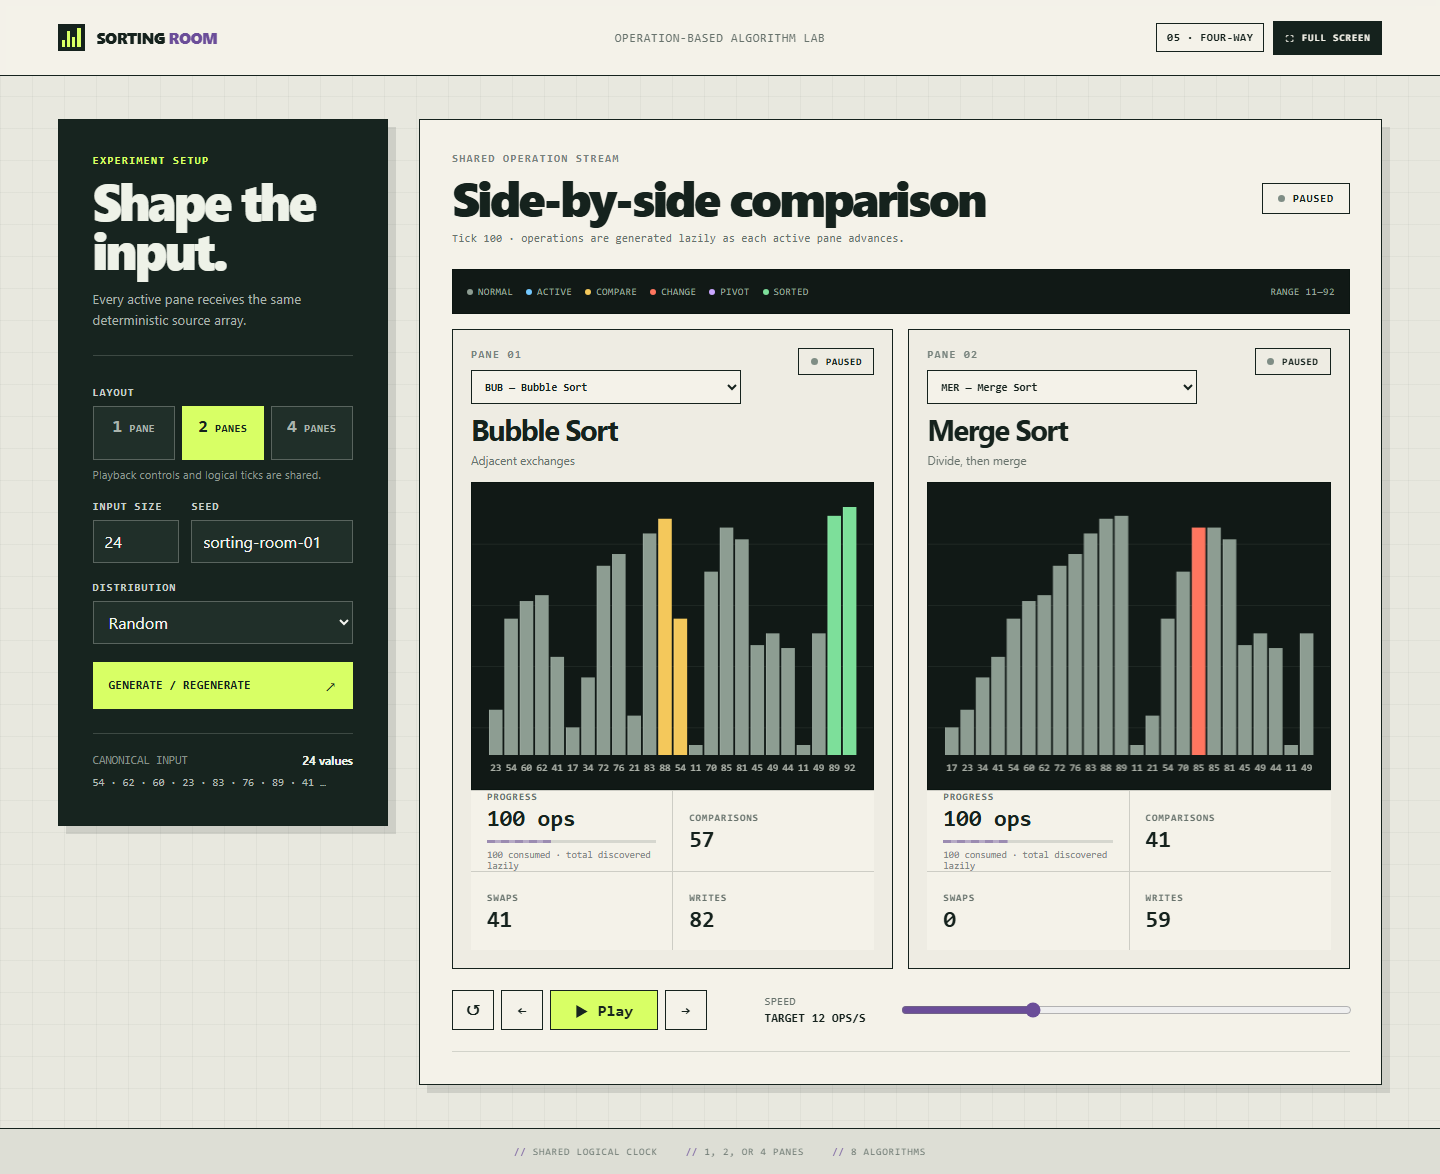 SORTING ROOM
OPERATION-BASED ALGORITHM LAB
05 · FOUR-WAY
FULL SCREEN
EXPERIMENT SETUP
Shape the
input.
Every active pane receives the same
deterministic source array.
LAYOUT
1 PANE
2 PANES
4 PANES
Playback controls and logical ticks are shared.
INPUT SIZE
SEED
24
sorting-room-01
DISTRIBUTION
Random
GENERATE / REGENERATE ↗
CANONICAL INPUT
24 values
54 · 62 · 60 · 23 · 83 · 76 · 89 · 41 …
SHARED OPERATION STREAM
Side-by-side comparison
PAUSED
Tick 100 · operations are generated lazily as each active pane advances.
NORMAL ACTIVE COMPARE CHANGE PIVOT SORTED
RANGE 11–92
PANE 01
PAUSED
BUB — Bubble Sort
Bubble Sort
Adjacent exchanges
23 54 60 62 41 17 34 72 76 21 83 88 54 11 70 85 81 45 49 44 11 49 89 92
PROGRESS
100 ops
100 consumed · total discovered
lazily
COMPARISONS
57
SWAPS
41
WRITES
82
PANE 02
PAUSED
MER — Merge Sort
Merge Sort
Divide, then merge
17 23 34 41 54 60 62 72 76 83 88 89 11 21 54 70 85 85 81 45 49 44 11 49
PROGRESS
100 ops
100 consumed · total discovered
lazily
COMPARISONS
41
SWAPS
0
WRITES
59
↺ ← ▶ Play →
SPEED
TARGET 12 OPS/S
// SHARED LOGICAL CLOCK // 1, 2, OR 4 PANES // 8 ALGORITHMS